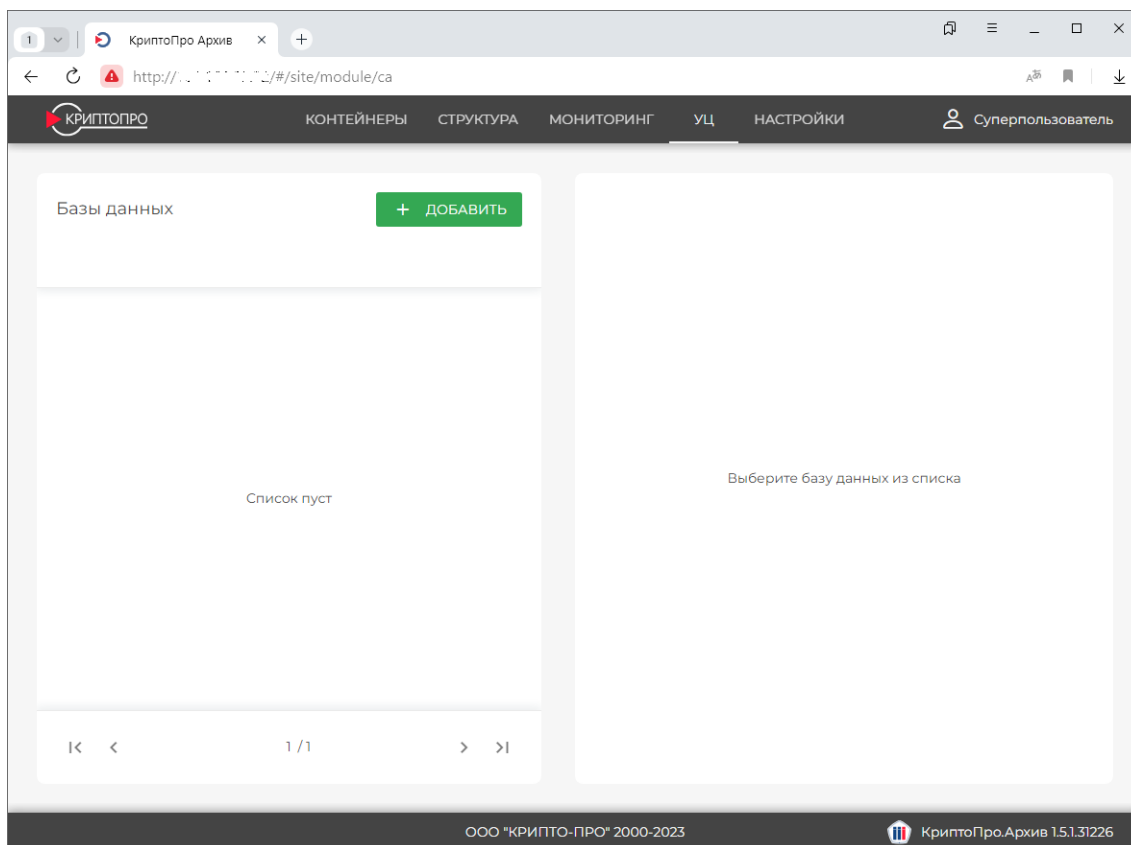 1
КриптоПро Архив
http:// /#/site/module/ca
КРИПТОПРО
КОНТЕЙНЕРЫ СТРУКТУРА МОНИТОРИНГ УЦ НАСТРОЙКИ
Суперпользователь
Базы данных
+ ДОБАВИТЬ
Список пуст
1 / 1
Выберите базу данных из списка
ООО "КРИПТО-ПРО" 2000-2023
КриптоПро.Архив 1.5.1.31226